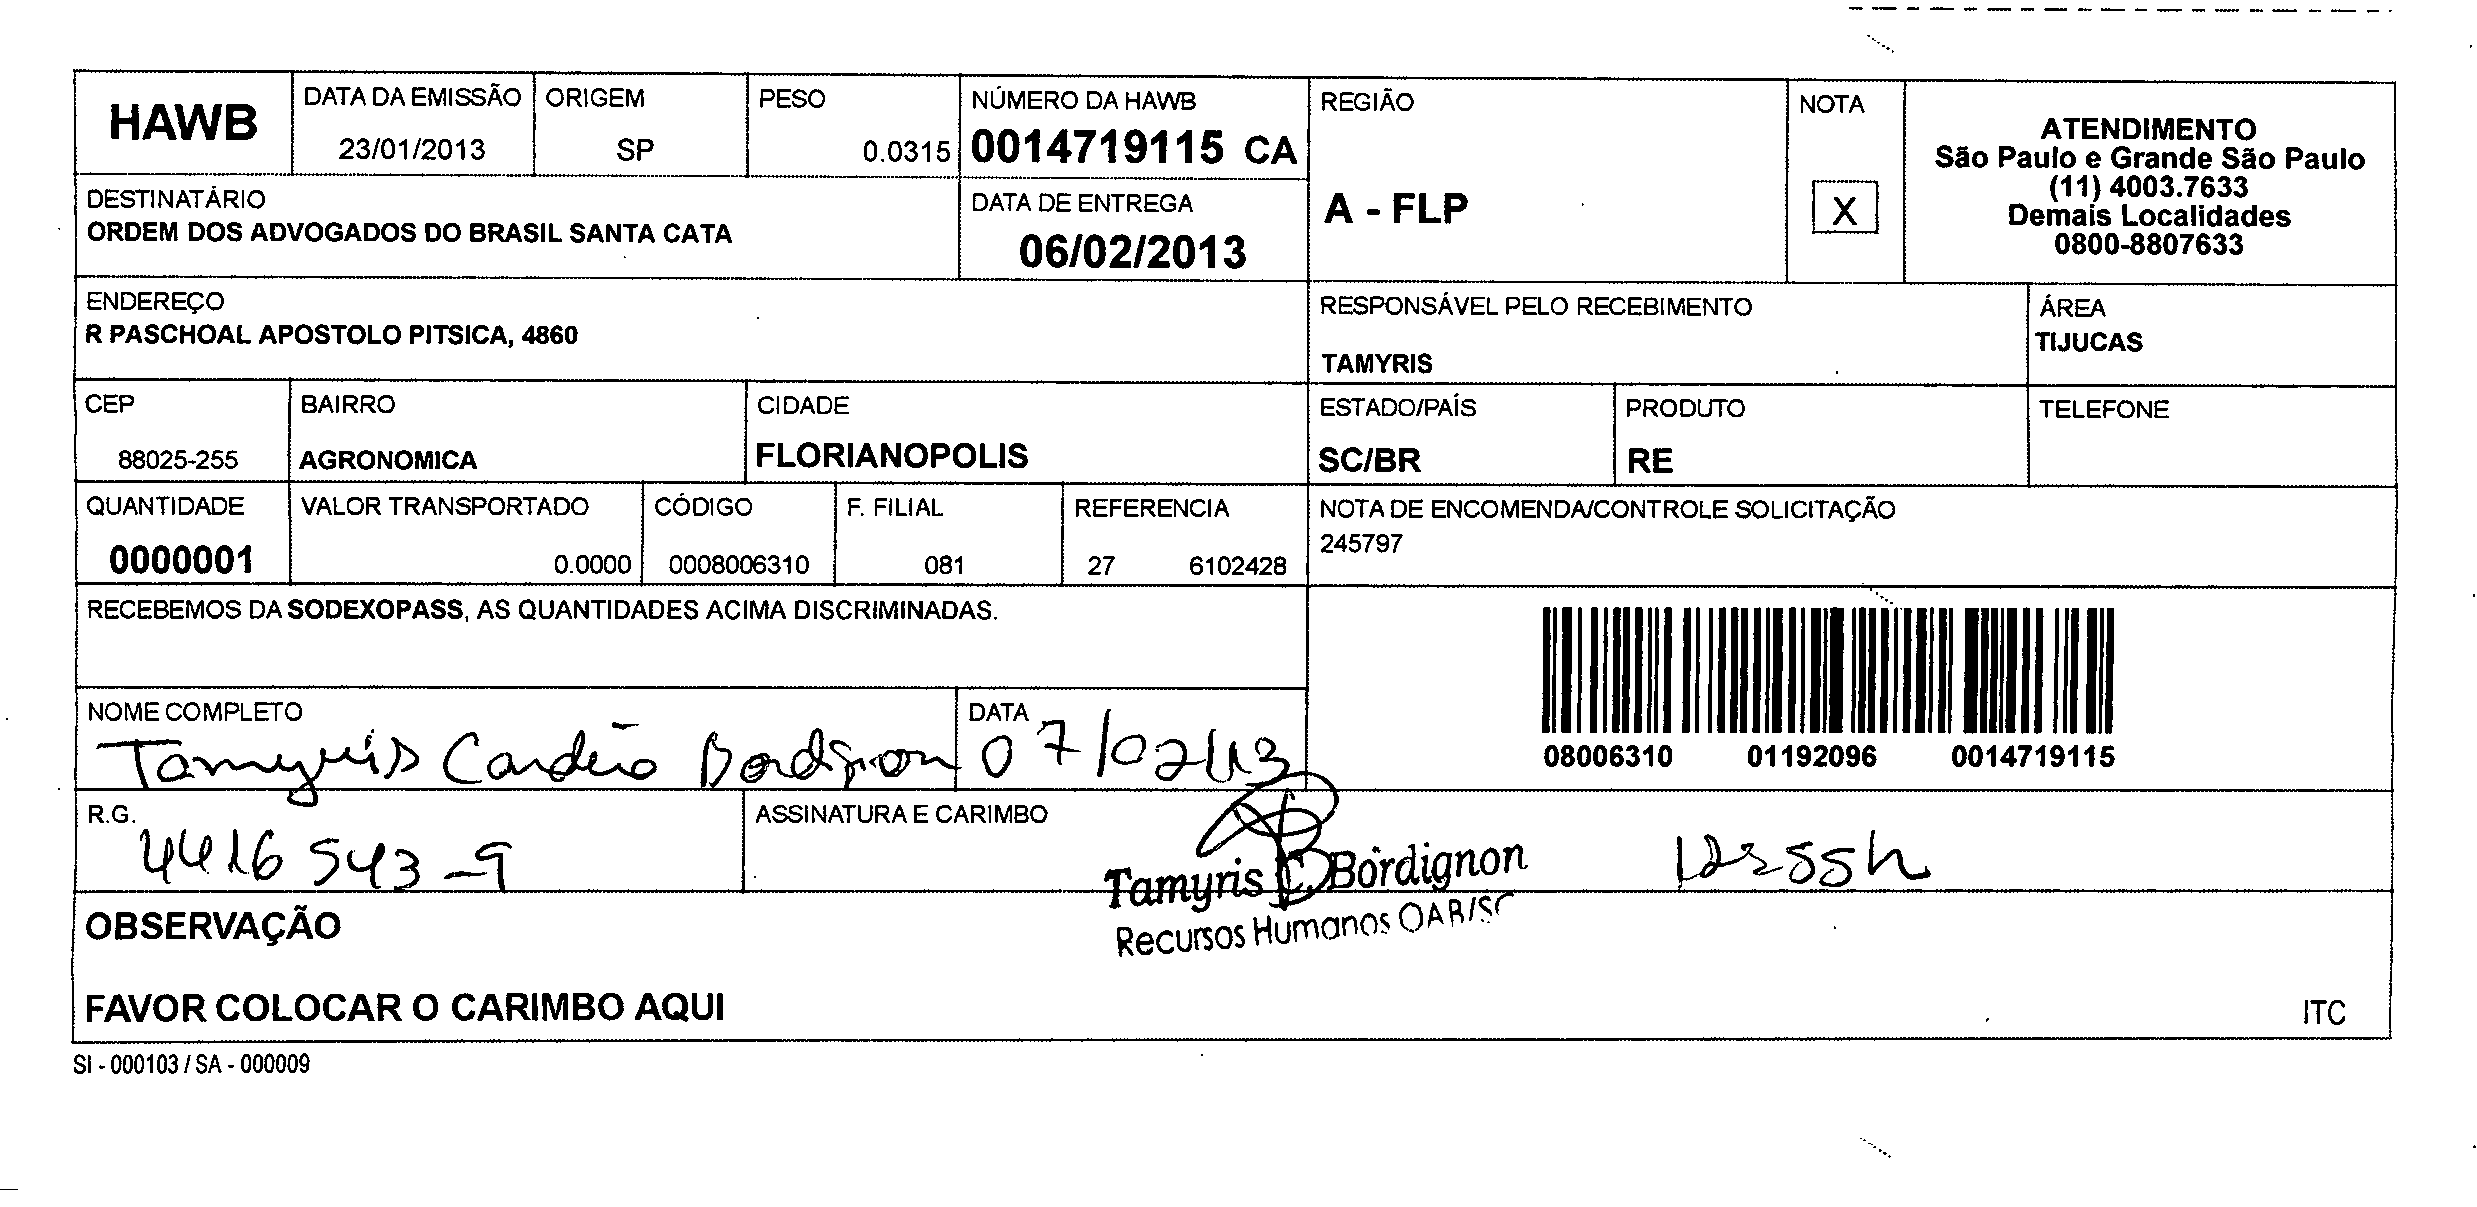 HAWB
DATA DA EMISSÃO
23/01/2013
ORIGEM
SP
PESO
0.0315
NÚMERO DA HAWB
0014719115 CA
REGIÃO
A - FLP
NOTA
X
ATENDIMENTO
São Paulo e Grande São Paulo
(11) 4003.7633
Demais Localidades
0800-8807633
DESTINATÁRIO
ORDEM DOS ADVOGADOS DO BRASIL SANTA CATA
DATA DE ENTREGA
06/02/2013
ENDEREÇO
R PASCHOAL APOSTOLO PITSICA, 4860
RESPONSÁVEL PELO RECEBIMENTO
TAMYRIS
ÁREA
TIJUCAS
CEP
88025-255
BAIRRO
AGRONOMICA
CIDADE
FLORIANOPOLIS
ESTADO/PAÍS
SC/BR
PRODUTO
RE
TELEFONE
QUANTIDADE
0000001
VALOR TRANSPORTADO
0.0000
CÓDIGO
0008006310
F. FILIAL
081
REFERENCIA
27 6102428
NOTA DE ENCOMENDA/CONTROLE SOLICITAÇÃO
245797
RECEBEMOS DA SODEXOPASS, AS QUANTIDADES ACIMA DISCRIMINADAS.
08006310 01192096 0014719115
NOME COMPLETO
Tamyris Bordignon
DATA
07/02/13
R.G.
4416543-9
ASSINATURA E CARIMBO
Tamyris C. Bordignon
Recursos Humanos OAB/SC
OBSERVAÇÃO
FAVOR COLOCAR O CARIMBO AQUI
ITC
SI - 000103 / SA - 000009